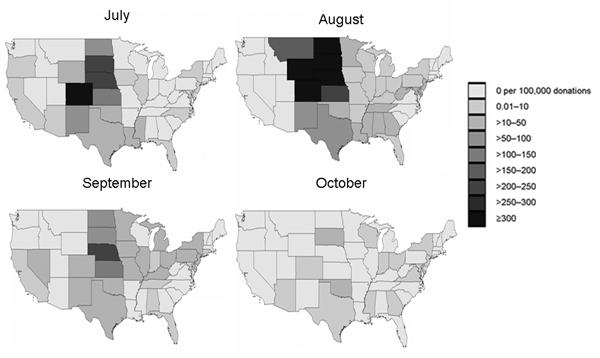 July
August
0 per 100,000 donations
0.01–10
>10–50
>50–100
>100–150
>150–200
>200–250
>250–300
≥300
September
October